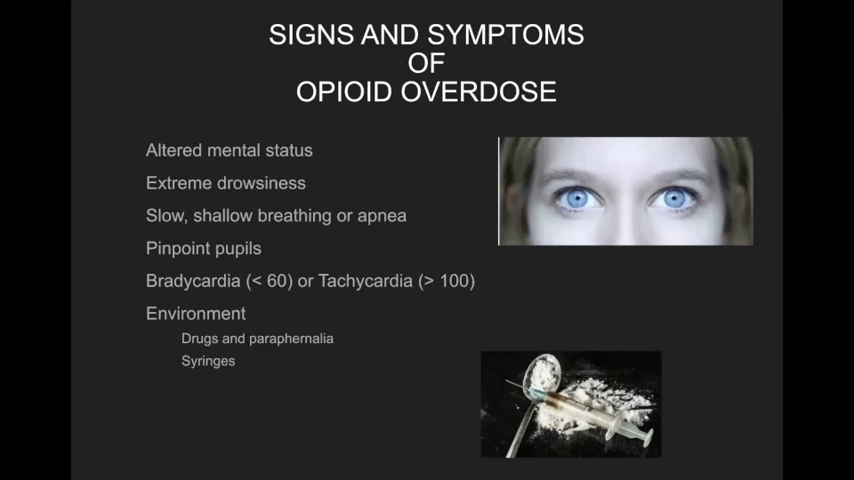 SIGNS AND SYMPTOMS
OF
OPIOID OVERDOSE
Altered mental status
Extreme drowsiness
Slow, shallow breathing or apnea
Pinpoint pupils
Bradycardia (< 60) or Tachycardia (> 100)
Environment
Drugs and paraphernalia
Syringes